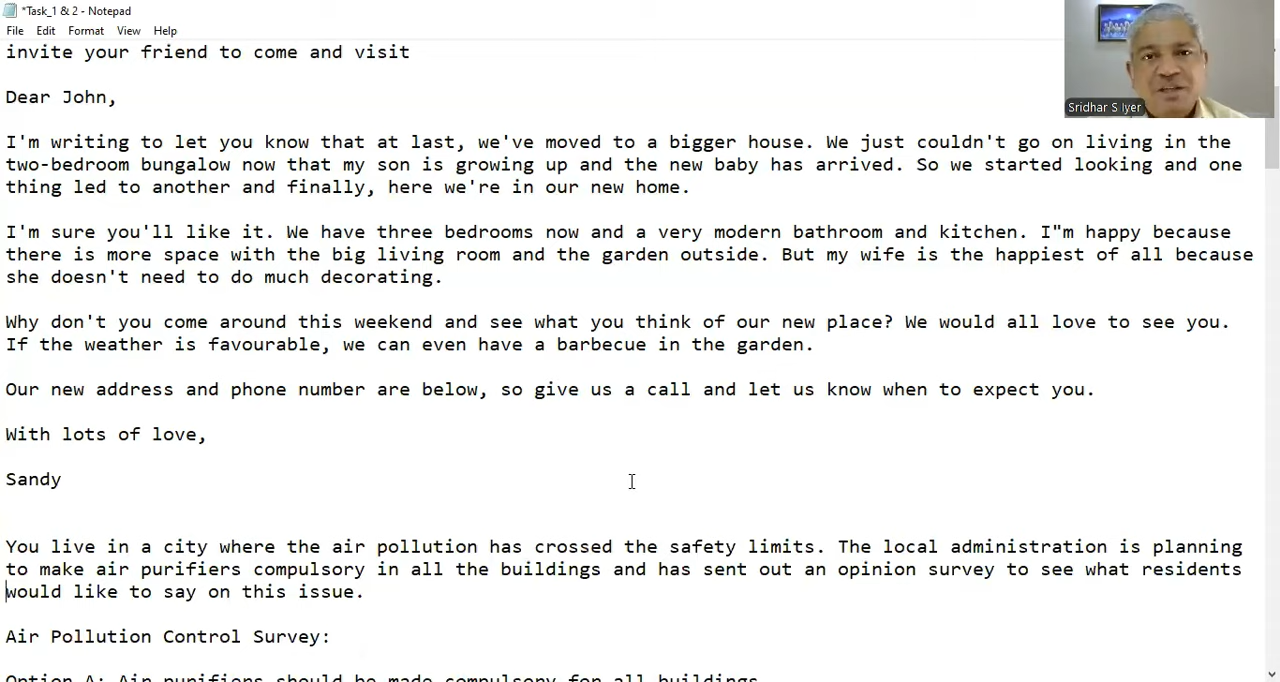 *Task_1 & 2 - Notepad
File Edit Format View Help
invite your friend to come and visit
Dear John,
I'm writing to let you know that at last, we've moved to a bigger house. We just couldn't go on living in the
two-bedroom bungalow now that my son is growing up and the new baby has arrived. So we started looking and one
thing led to another and finally, here we're in our new home.
I'm sure you'll like it. We have three bedrooms now and a very modern bathroom and kitchen. I"m happy because
there is more space with the big living room and the garden outside. But my wife is the happiest of all because
she doesn't need to do much decorating.
Why don't you come around this weekend and see what you think of our new place? We would all love to see you.
If the weather is favourable, we can even have a barbecue in the garden.
Our new address and phone number are below, so give us a call and let us know when to expect you.
With lots of love,
Sandy
You live in a city where the air pollution has crossed the safety limits. The local administration is planning
to make air purifiers compulsory in all the buildings and has sent out an opinion survey to see what residents
would like to say on this issue.
Air Pollution Control Survey:
Option A: Air purifiers should be made compulsory for all buildings
Sridhar S Iyer